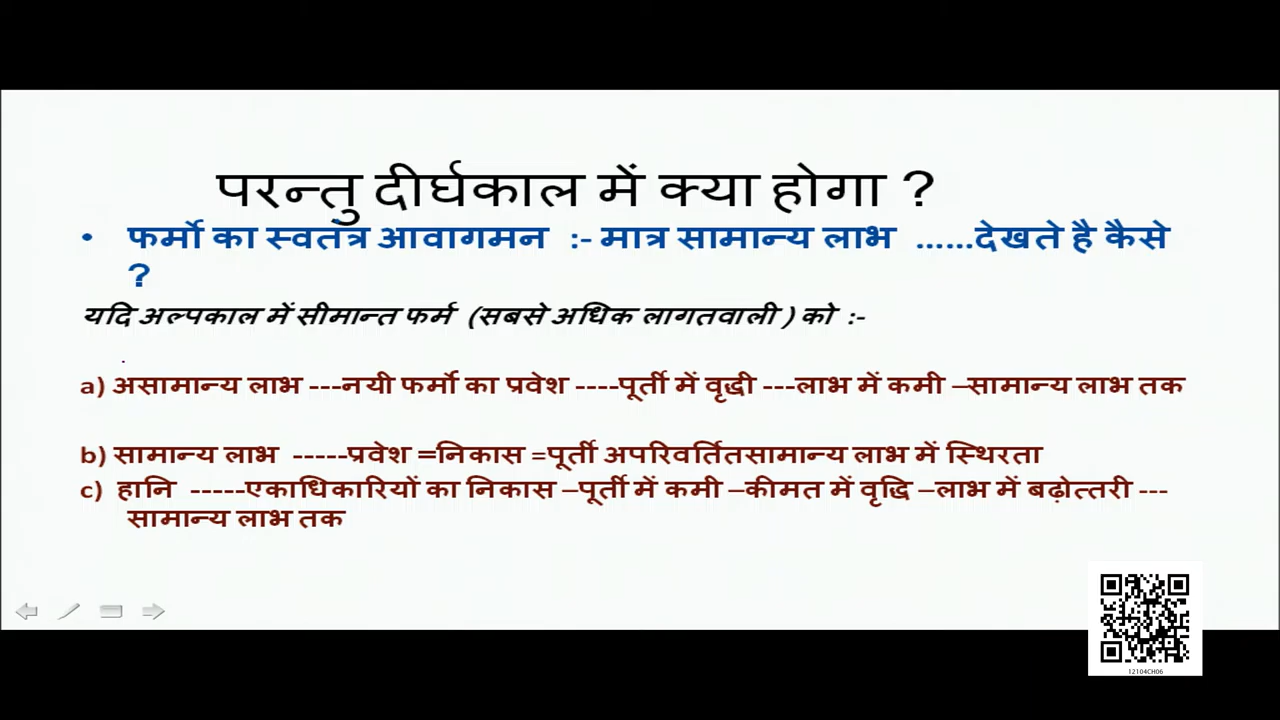 परन्तु दीर्घकाल में क्या होगा ?
• फर्मो का स्वतंत्र आवागमन :- मात्र सामान्य लाभ ......देखते है कैसे
?
यदि अल्पकाल में सीमान्त फर्म (सबसे अधिक लागतवाली ) को :-
a) असामान्य लाभ ---नयी फर्मो का प्रवेश ----पूर्ती में वृद्धी ---लाभ में कमी –सामान्य लाभ तक
b) सामान्य लाभ -----प्रवेश =निकास =पूर्ती अपरिवर्तितसामान्य लाभ में स्थिरता
c) हानि -----एकाधिकारियों का निकास –पूर्ती में कमी –कीमत में वृद्धि –लाभ में बढ़ोत्तरी ---
सामान्य लाभ तक
12104CH06